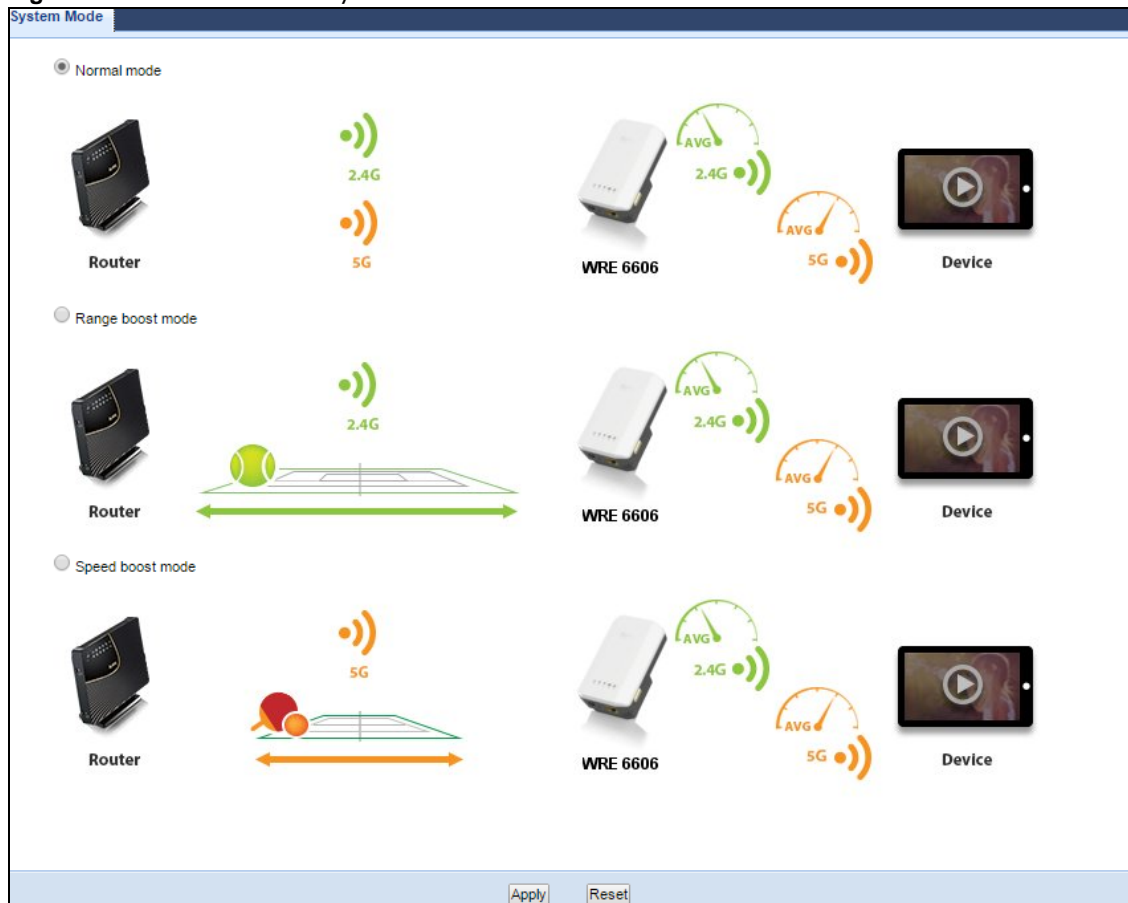 System Mode
Normal mode
2.4G
5G
AVG
2.4G
AVG
5G
Router
WRE 6606
Device
Range boost mode
2.4G
AVG
2.4G
AVG
5G
Router
WRE 6606
Device
Speed boost mode
5G
AVG
2.4G
AVG
5G
Router
WRE 6606
Device
Apply
Reset